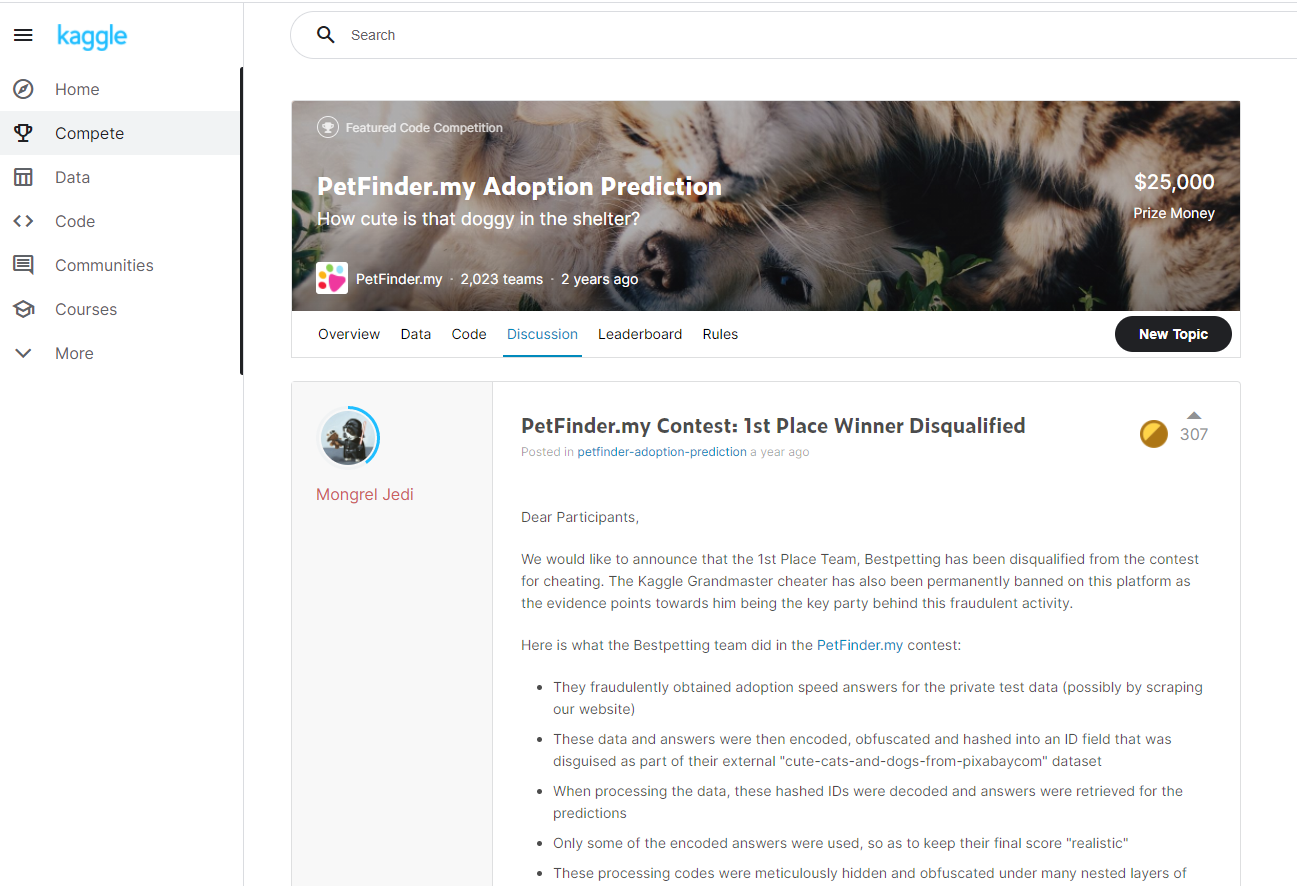 kaggle
Search
Home
Compete
Data
Code
Communities
Courses
More
Featured Code Competition
PetFinder.my Adoption Prediction
How cute is that doggy in the shelter?
$25,000
Prize Money
PetFinder.my · 2,023 teams · 2 years ago
Overview Data Code Discussion Leaderboard Rules
New Topic
Mongrel Jedi
PetFinder.my Contest: 1st Place Winner Disqualified
307
Posted in petfinder-adoption-prediction a year ago
Dear Participants,
We would like to announce that the 1st Place Team, Bestpetting has been disqualified from the contest
for cheating. The Kaggle Grandmaster cheater has also been permanently banned on this platform as
the evidence points towards him being the key party behind this fraudulent activity.
Here is what the Bestpetting team did in the PetFinder.my contest:
• They fraudulently obtained adoption speed answers for the private test data (possibly by scraping
our website)
• These data and answers were then encoded, obfuscated and hashed into an ID field that was
disguised as part of their external "cute-cats-and-dogs-from-pixabaycom" dataset
• When processing the data, these hashed IDs were decoded and answers were retrieved for the
predictions
• Only some of the encoded answers were used, so as to keep their final score "realistic"
• These processing codes were meticulously hidden and obfuscated under many nested layers of